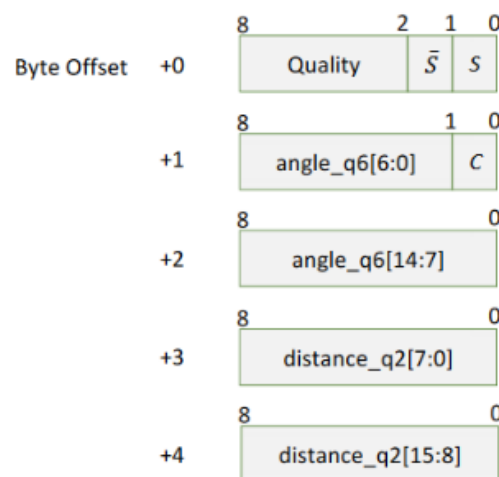 8 2 1 0
Byte Offset +0 Quality S̄ S
8 1 0
+1 angle_q6[6:0] C
8 0
+2 angle_q6[14:7]
8 0
+3 distance_q2[7:0]
8 0
+4 distance_q2[15:8]